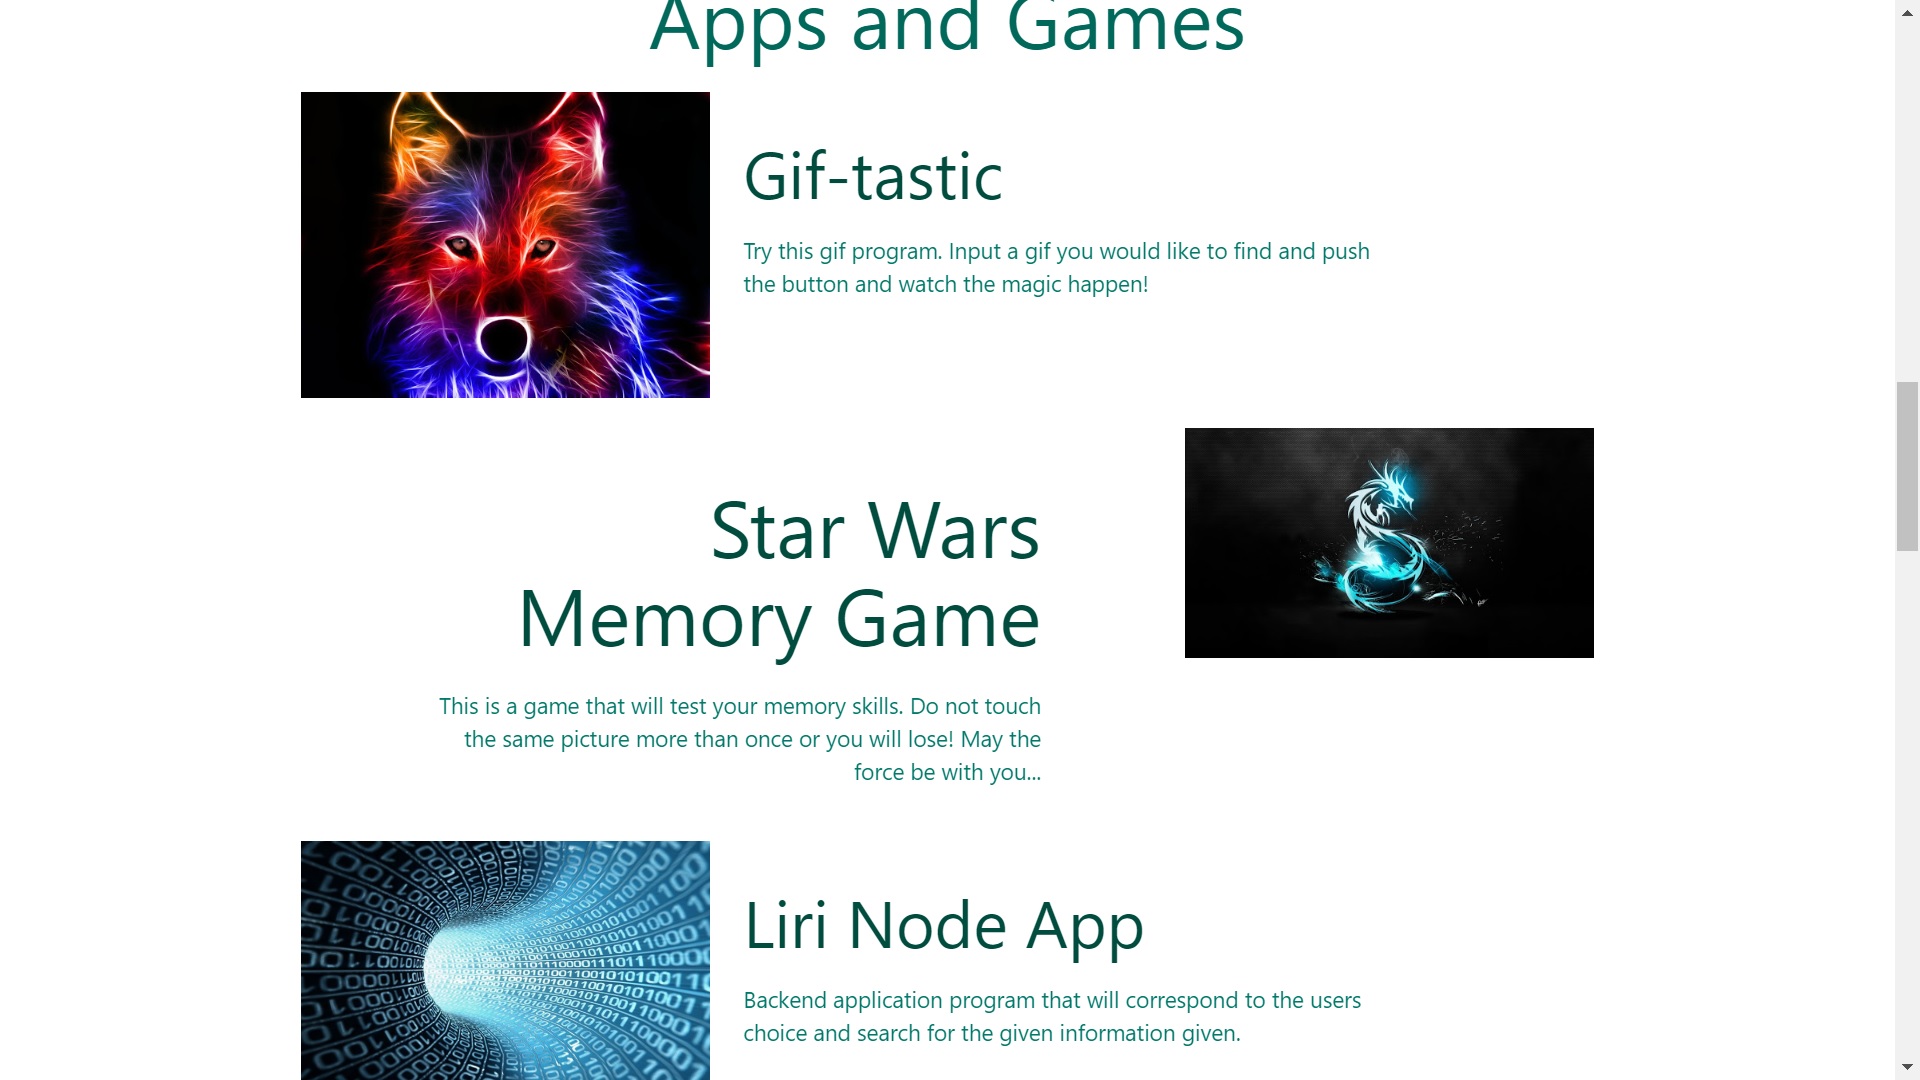 Apps and Games
Gif-tastic
Try this gif program. Input a gif you would like to find and push
the button and watch the magic happen!
Star Wars
Memory Game
This is a game that will test your memory skills. Do not touch
the same picture more than once or you will lose! May the
force be with you...
Liri Node App
Backend application program that will correspond to the users
choice and search for the given information given.